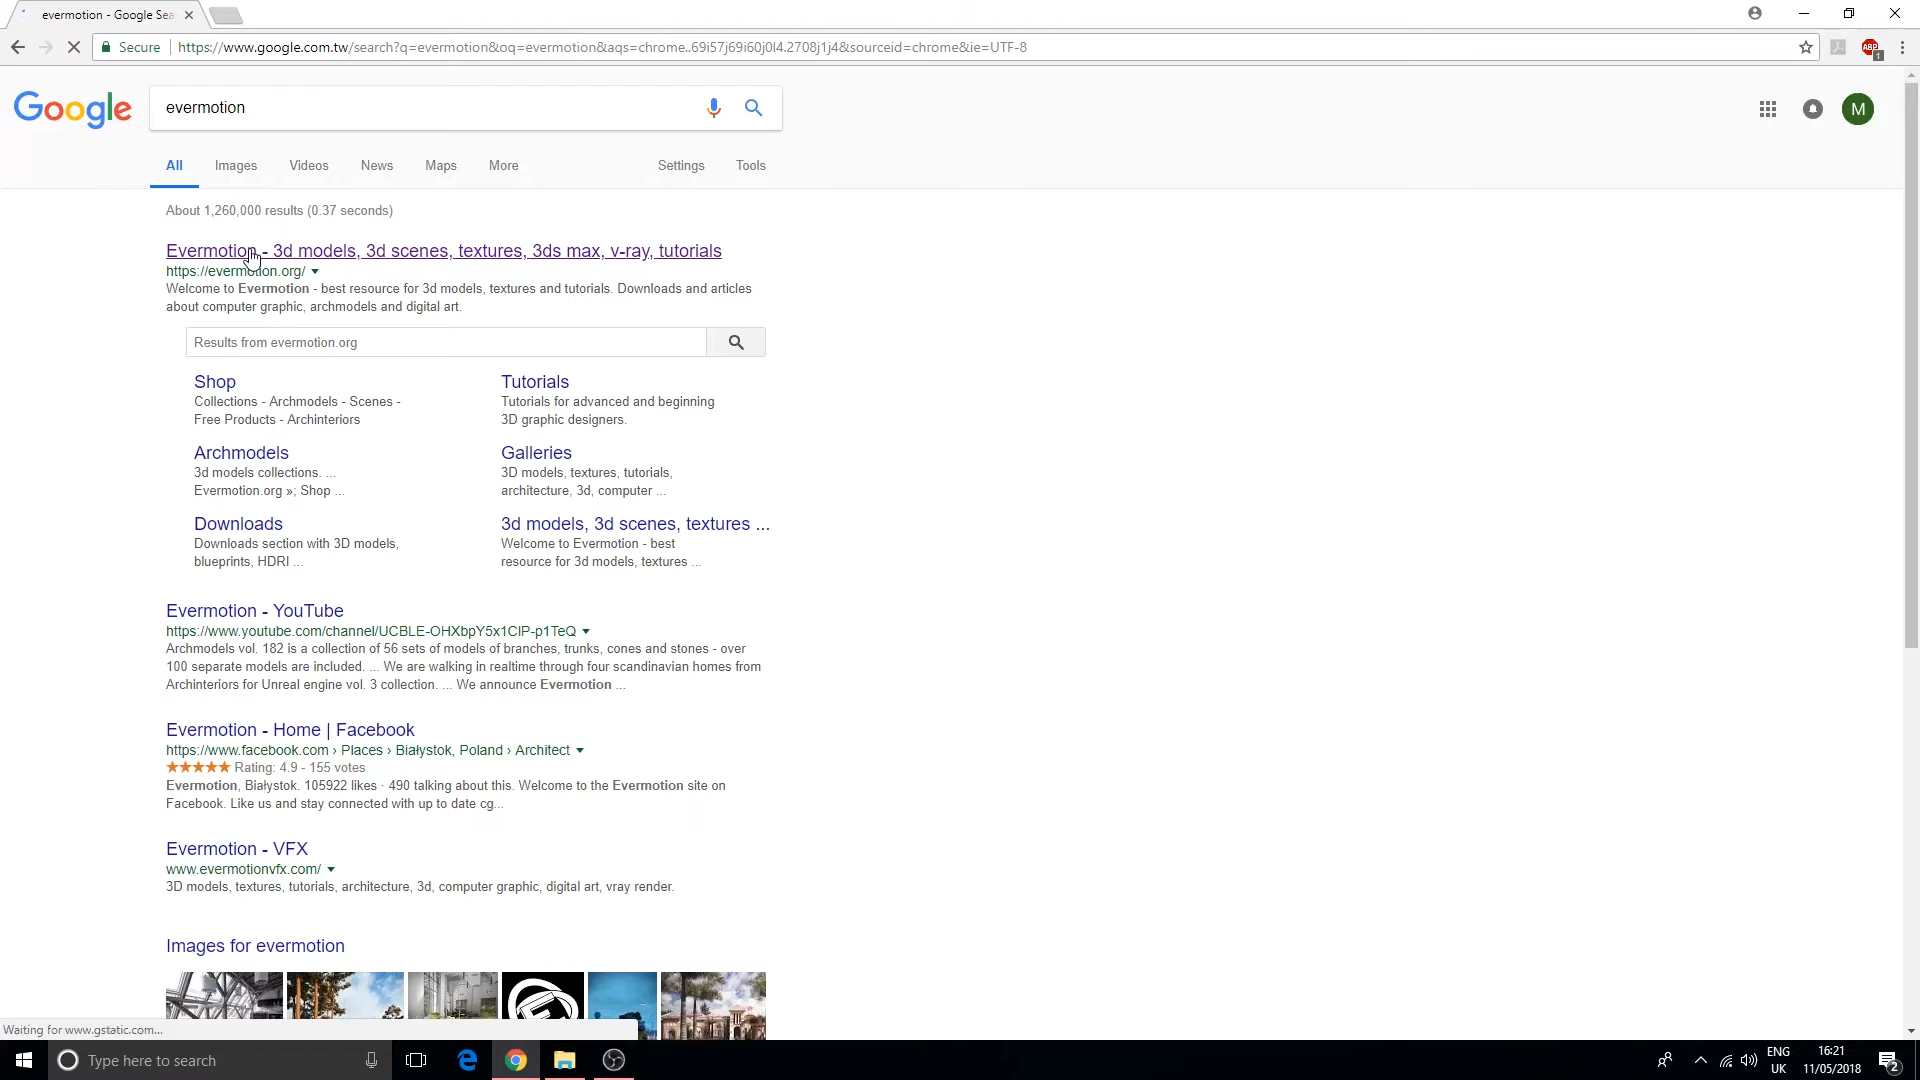 evermotion - Google Sea
Secure https://www.google.com.tw/search?q=evermotion&oq=evermotion&aqs=chrome..69i57j69i60j0l4.2708j1j4&sourceid=chrome&ie=UTF-8
ABP
1
Google
evermotion
M
All Images Videos News Maps More Settings Tools
About 1,260,000 results (0.37 seconds)
Evermotion - 3d models, 3d scenes, textures, 3ds max, v-ray, tutorials
https://evermotion.org/
Welcome to Evermotion - best resource for 3d models, textures and tutorials. Downloads and articles
about computer graphic, archmodels and digital art.
Results from evermotion.org
Shop
Collections - Archmodels - Scenes -
Free Products - Archinteriors
Tutorials
Tutorials for advanced and beginning
3D graphic designers.
Archmodels
3d models collections. ...
Evermotion.org »; Shop ...
Galleries
3D models, textures, tutorials,
architecture, 3d, computer ...
Downloads
Downloads section with 3D models,
blueprints, HDRI ...
3d models, 3d scenes, textures ...
Welcome to Evermotion - best
resource for 3d models, textures ...
Evermotion - YouTube
https://www.youtube.com/channel/UCBLE-OHXbpY5x1CIP-p1TeQ
Archmodels vol. 182 is a collection of 56 sets of models of branches, trunks, cones and stones - over
100 separate models are included. ... We are walking in realtime through four scandinavian homes from
Archinteriors for Unreal engine vol. 3 collection. ... We announce Evermotion ...
Evermotion - Home | Facebook
https://www.facebook.com › Places › Białystok, Poland › Architect
Rating: 4.9 - 155 votes
Evermotion, Białystok. 105922 likes · 490 talking about this. Welcome to the Evermotion site on
Facebook. Like us and stay connected with up to date cg...
Evermotion - VFX
www.evermotionvfx.com/
3D models, textures, tutorials, architecture, 3d, computer graphic, digital art, vray render.
Images for evermotion
Waiting for www.gstatic.com...
Type here to search
ENG
UK
16:21
11/05/2018
2